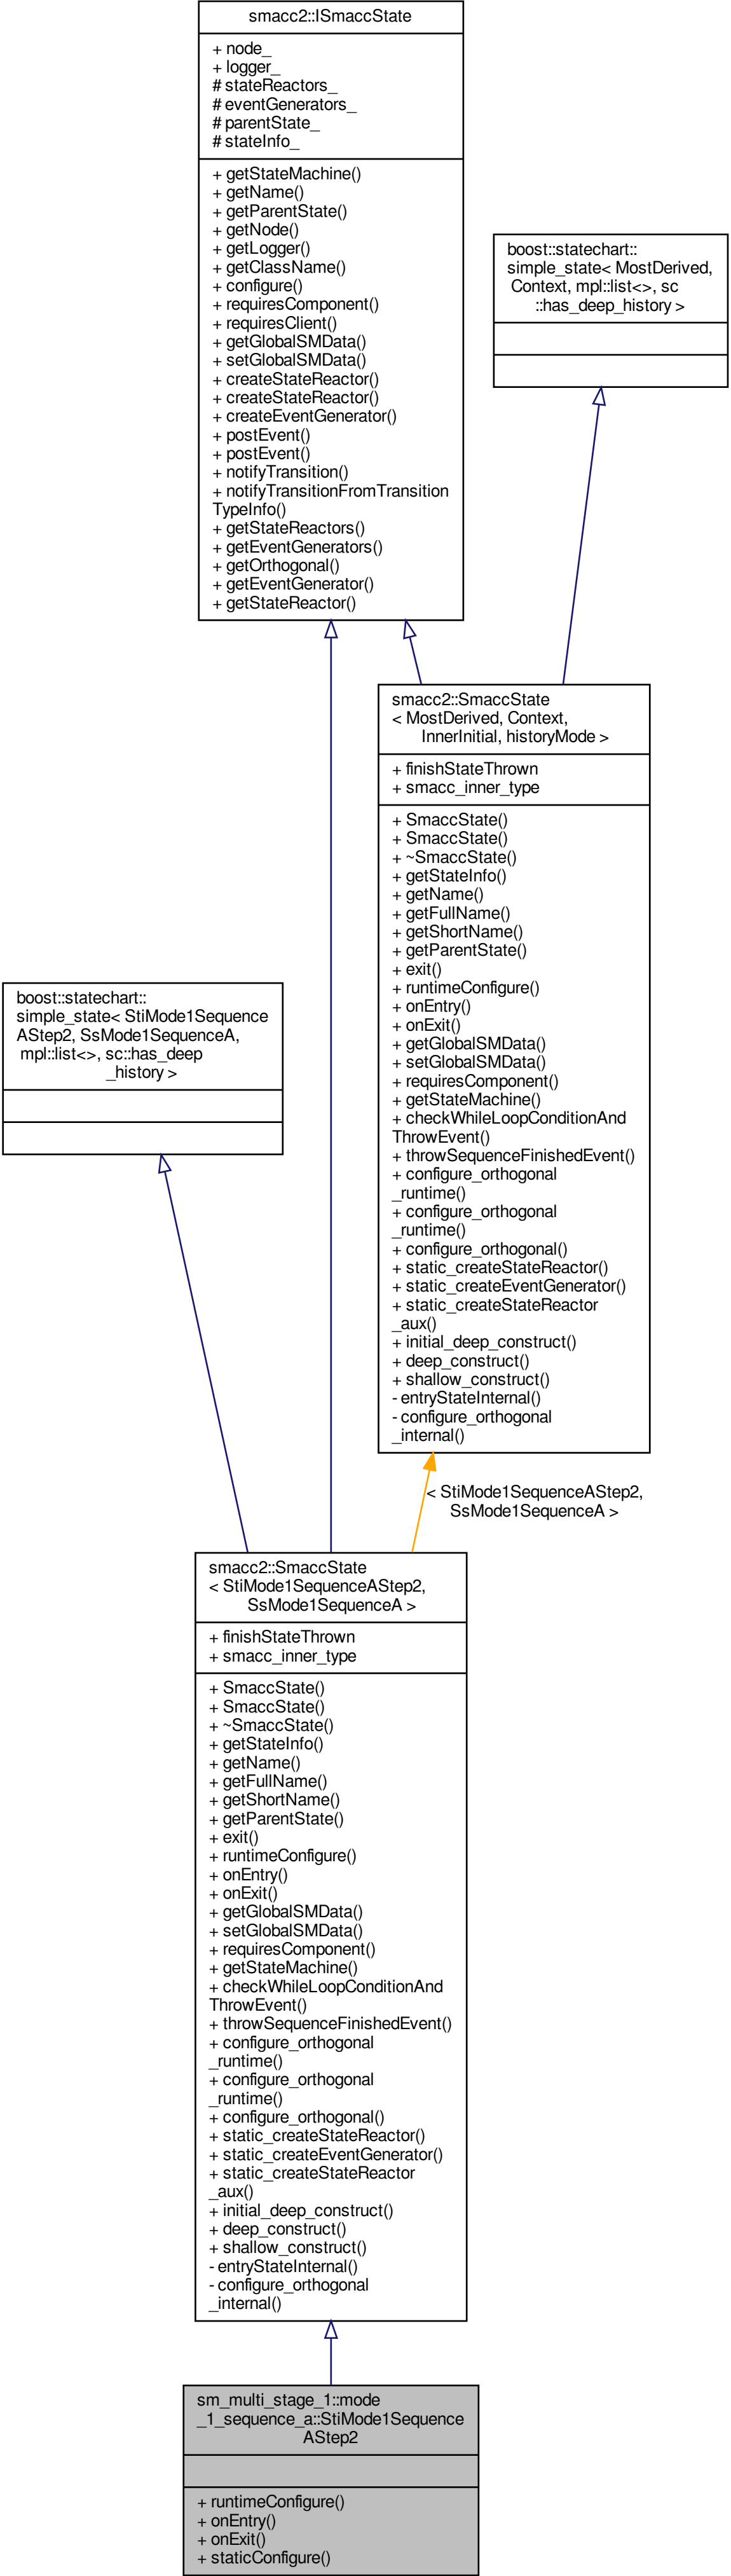 smacc2::ISmaccState
+ node_
+ logger_
# stateReactors_
# eventGenerators_
# parentState_
# stateInfo_
+ getStateMachine()
+ getName()
+ getParentState()
+ getNode()
+ getLogger()
+ getClassName()
+ configure()
+ requiresComponent()
+ requiresClient()
+ getGlobalSMData()
+ setGlobalSMData()
+ createStateReactor()
+ createStateReactor()
+ createEventGenerator()
+ postEvent()
+ postEvent()
+ notifyTransition()
+ notifyTransitionFromTransition
TypeInfo()
+ getStateReactors()
+ getEventGenerators()
+ getOrthogonal()
+ getEventGenerator()
+ getStateReactor()
boost::statechart::
simple_state< MostDerived,
Context, mpl::list<>, sc
::has_deep_history >
smacc2::SmaccState
< MostDerived, Context,
InnerInitial, historyMode >
+ finishStateThrown
+ smacc_inner_type
+ SmaccState()
+ SmaccState()
+ ~SmaccState()
+ getStateInfo()
+ getName()
+ getFullName()
+ getShortName()
+ getParentState()
+ exit()
+ runtimeConfigure()
+ onEntry()
+ onExit()
+ getGlobalSMData()
+ setGlobalSMData()
+ requiresComponent()
+ getStateMachine()
+ checkWhileLoopConditionAnd
ThrowEvent()
+ throwSequenceFinishedEvent()
+ configure_orthogonal
_runtime()
+ configure_orthogonal
_runtime()
+ configure_orthogonal()
+ static_createStateReactor()
+ static_createEventGenerator()
+ static_createStateReactor
_aux()
+ initial_deep_construct()
+ deep_construct()
+ shallow_construct()
- entryStateInternal()
- configure_orthogonal
_internal()
boost::statechart::
simple_state< StiMode1Sequence
AStep2, SsMode1SequenceA,
mpl::list<>, sc::has_deep
_history >
< StiMode1SequenceAStep2,
SsMode1SequenceA >
smacc2::SmaccState
< StiMode1SequenceAStep2,
SsMode1SequenceA >
+ finishStateThrown
+ smacc_inner_type
+ SmaccState()
+ SmaccState()
+ ~SmaccState()
+ getStateInfo()
+ getName()
+ getFullName()
+ getShortName()
+ getParentState()
+ exit()
+ runtimeConfigure()
+ onEntry()
+ onExit()
+ getGlobalSMData()
+ setGlobalSMData()
+ requiresComponent()
+ getStateMachine()
+ checkWhileLoopConditionAnd
ThrowEvent()
+ throwSequenceFinishedEvent()
+ configure_orthogonal
_runtime()
+ configure_orthogonal
_runtime()
+ configure_orthogonal()
+ static_createStateReactor()
+ static_createEventGenerator()
+ static_createStateReactor
_aux()
+ initial_deep_construct()
+ deep_construct()
+ shallow_construct()
- entryStateInternal()
- configure_orthogonal
_internal()
sm_multi_stage_1::mode
_1_sequence_a::StiMode1Sequence
AStep2
+ runtimeConfigure()
+ onEntry()
+ onExit()
+ staticConfigure()